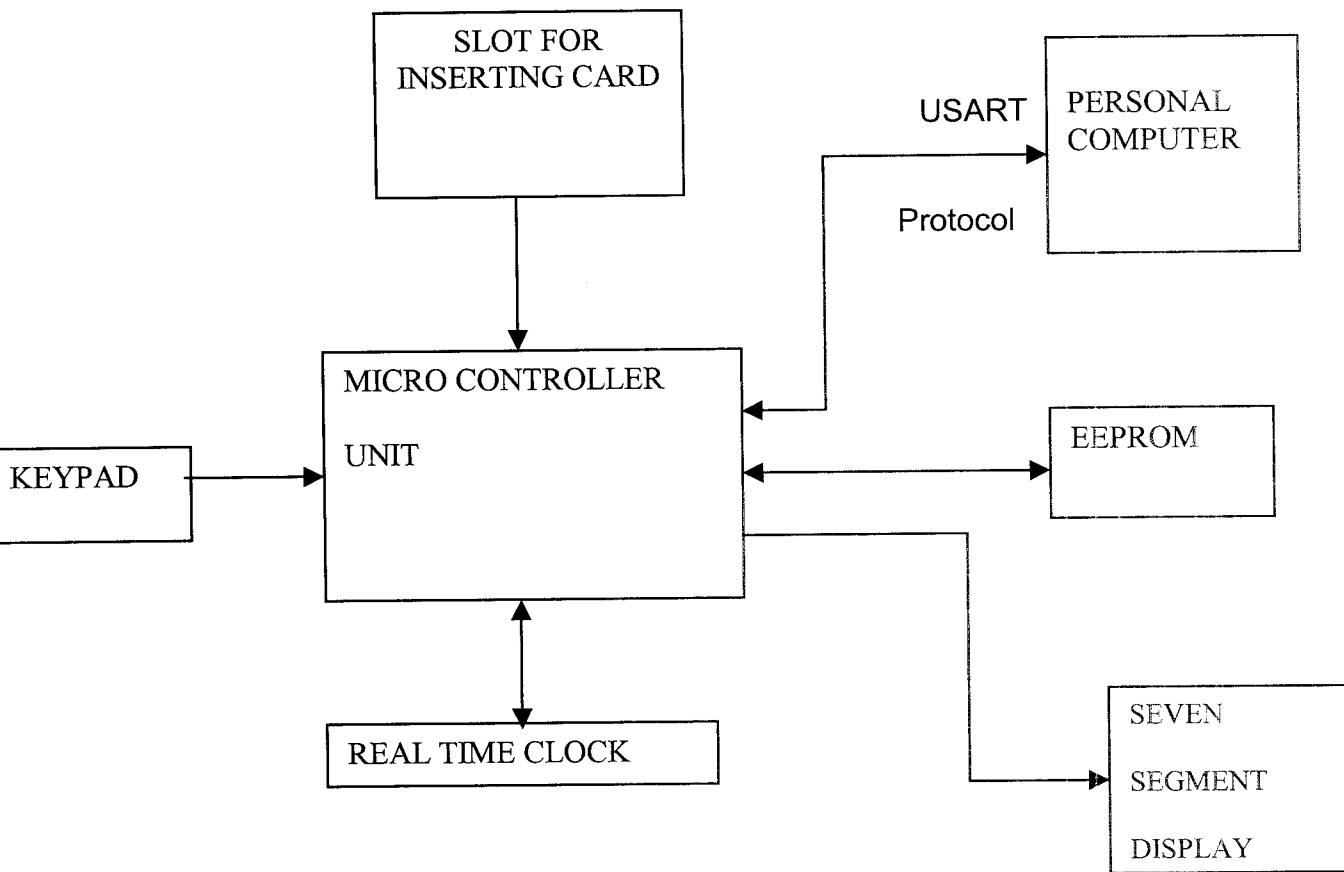 SLOT FOR
INSERTING CARD
USART
PERSONAL
COMPUTER
Protocol
MICRO CONTROLLER
UNIT
EEPROM
KEYPAD
REAL TIME CLOCK
SEVEN
SEGMENT
DISPLAY